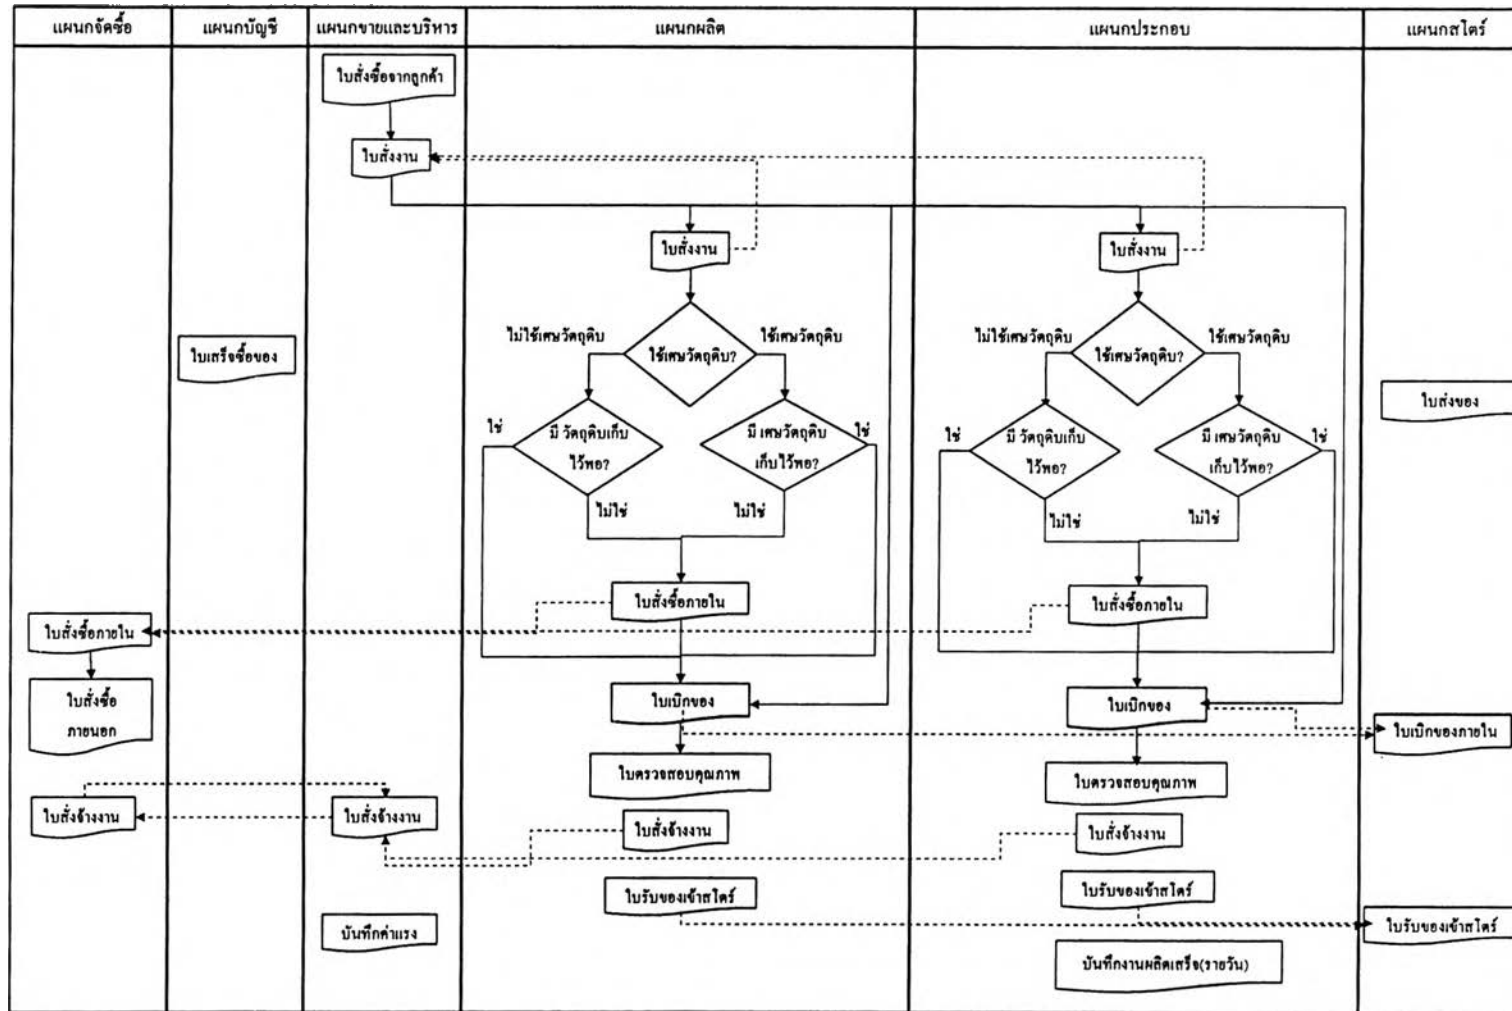 แผนกจัดซื้อ
แผนกบัญชี
แผนกขายและบริหาร
แผนกผลิต
แผนกประกอบ
แผนกสโตร์
ใบสั่งซื้อจากลูกค้า
ใบสั่งงาน
ใบสั่งงาน
ใบสั่งงาน
ไม่ใช้เศษวัตถุดิบ
ใช้เศษวัตถุดิบ
ไม่ใช้เศษวัตถุดิบ
ใช้เศษวัตถุดิบ
ใบเสร็จซื้อของ
ใช้เศษวัตถุดิบ?
ใช้เศษวัตถุดิบ?
ใบส่งของ
ใช่
มี วัตถุดิบเก็บ
ไว้พอ?
มี เศษวัตถุดิบ
เก็บไว้พอ?
ใช่
ใช่
มี วัตถุดิบเก็บ
ไว้พอ?
มี เศษวัตถุดิบ
เก็บไว้พอ?
ใช่
ไม่ใช่
ไม่ใช่
ไม่ใช่
ไม่ใช่
ใบสั่งซื้อภายใน
ใบสั่งซื้อภายใน
ใบสั่งซื้อภายใน
ใบสั่งซื้อ
ภายนอก
ใบเบิกของ
ใบเบิกของ
ใบเบิกของภายใน
ใบตรวจสอบคุณภาพ
ใบตรวจสอบคุณภาพ
ใบสั่งจ้างงาน
ใบสั่งจ้างงาน
ใบสั่งจ้างงาน
ใบสั่งจ้างงาน
ใบรับของเข้าสโตร์
ใบรับของเข้าสโตร์
บันทึกค่าแรง
ใบรับของเข้าสโตร์
บันทึกงานผลิตเสร็จ(รายวัน)